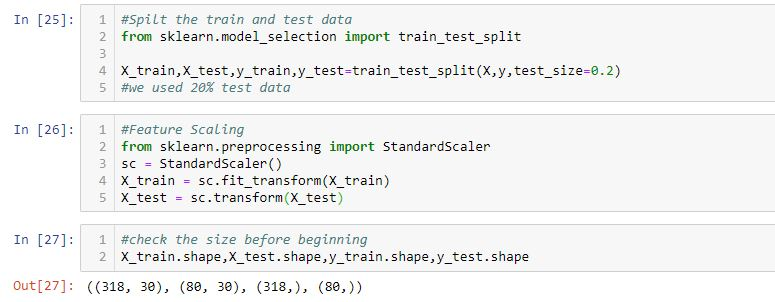 In [25]:
1 #Spilt the train and test data
2 from sklearn.model_selection import train_test_split
3
4 X_train,X_test,y_train,y_test=train_test_split(X,y,test_size=0.2)
5 #we used 20% test data
In [26]:
1 #Feature Scaling
2 from sklearn.preprocessing import StandardScaler
3 sc = StandardScaler()
4 X_train = sc.fit_transform(X_train)
5 X_test = sc.transform(X_test)
In [27]:
1 #check the size before beginning
2 X_train.shape,X_test.shape,y_train.shape,y_test.shape
Out[27]: ((318, 30), (80, 30), (318,), (80,))